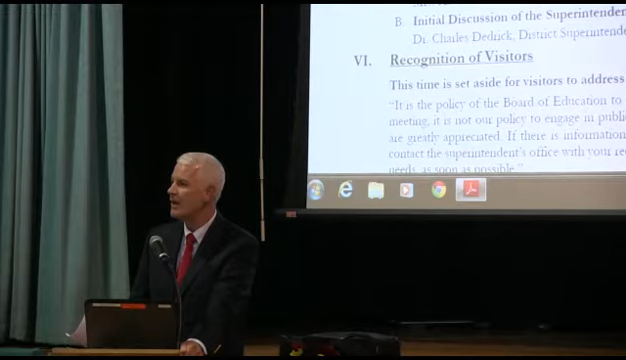 B. Initial Discussion of the Superintenden
Dr. Charles Dedrick, District Superintende
VI. Recognition of Visitors
This time is set aside for visitors to address
"It is the policy of the Board of Education to
meeting, it is not our policy to engage in publi
are greatly appreciated. If there is information
contact the superintendent's office with your re
needs, as soon as possible."